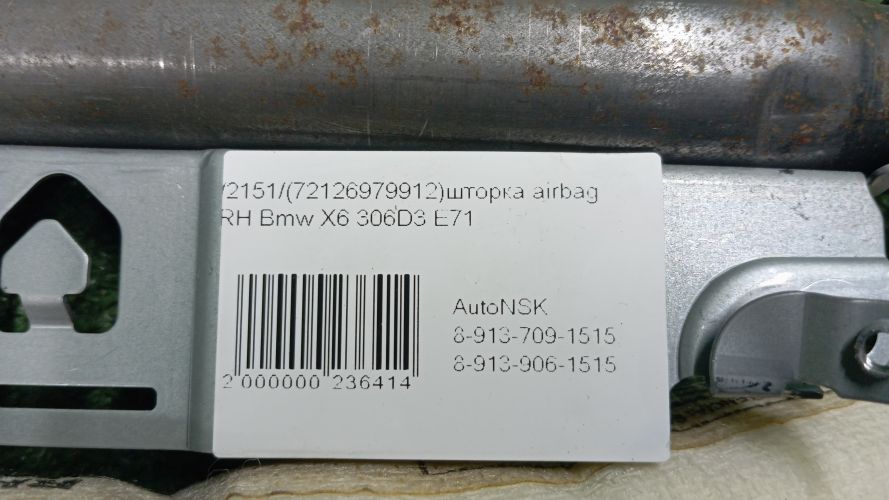 /2151/(72126979912)шторка airbag
RH Bmw X6 306D3 E71
AutoNSK
8-913-709-1515
8-913-906-1515
2 000000 236414